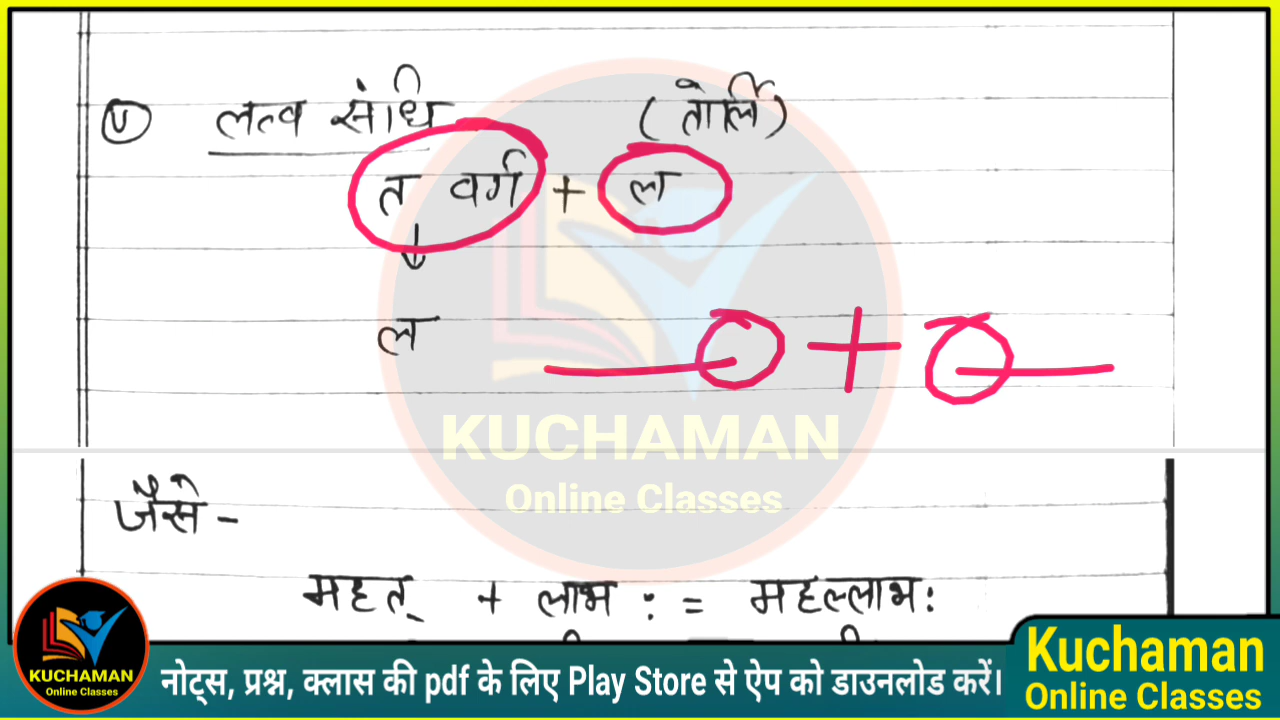 (V) लत्व संधि (तोर्लि)
त वर्ग + ल
↓
ल
KUCHAMAN
Online Classes
जैसे -
महत् + लाभ : = महल्लाभ:
KUCHAMAN
Online Classes
नोट्स, प्रश्न, क्लास की pdf के लिए Play Store से ऐप को डाउनलोड करें।
Kuchaman
Online Classes